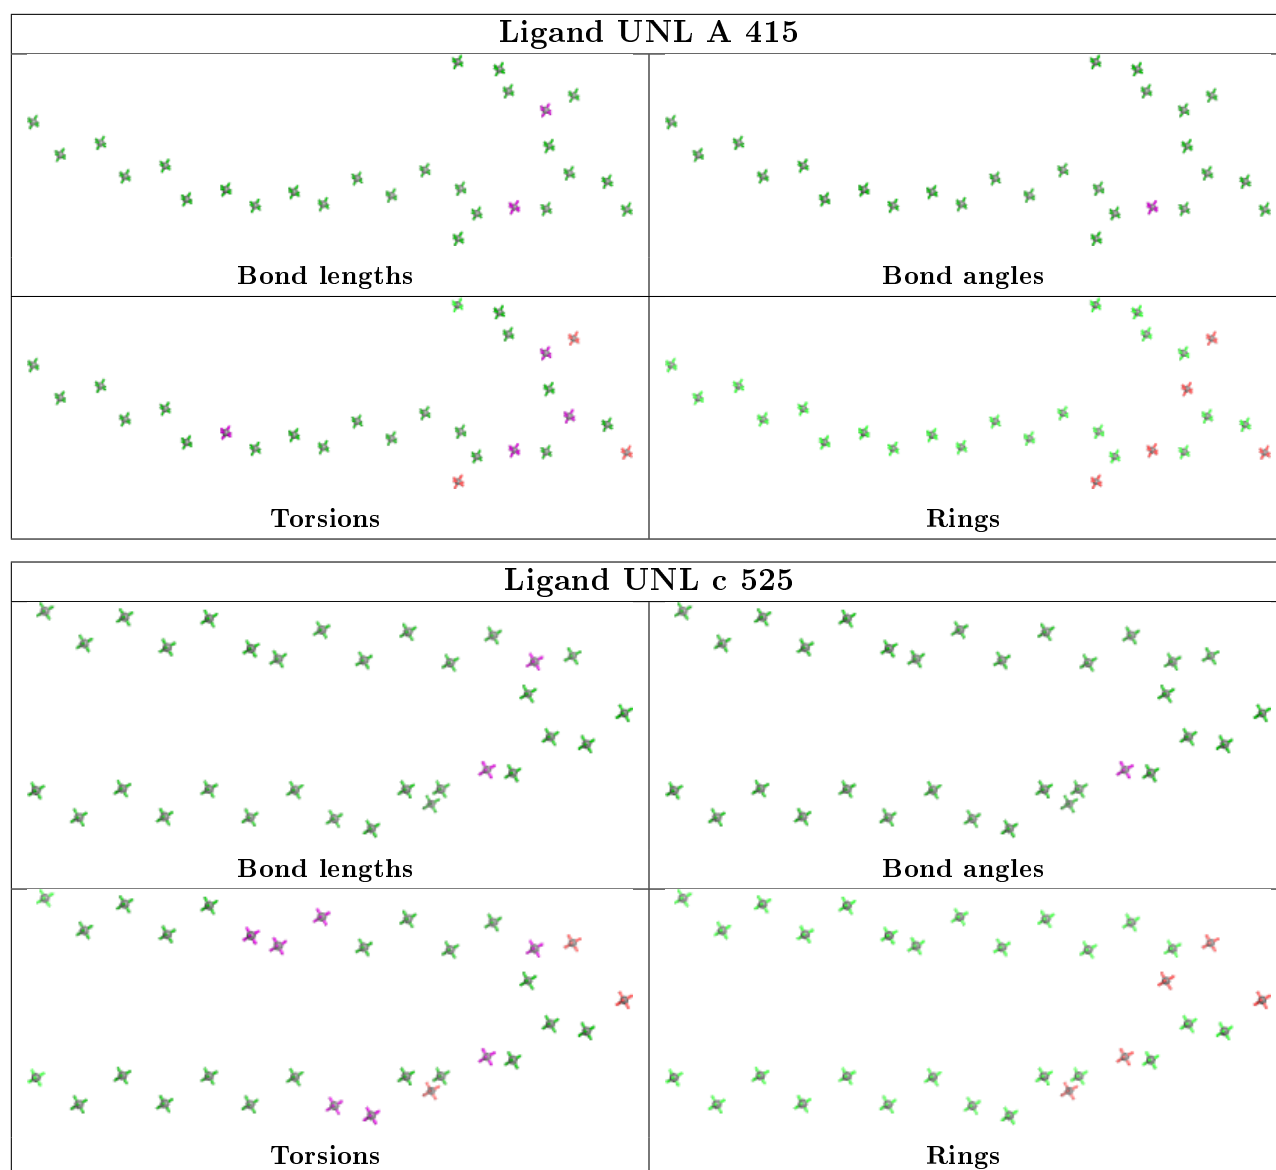 Ligand UNL A 415
Bond lengths
Bond angles
Torsions
Rings
Ligand UNL c 525
Bond lengths
Bond angles
Torsions
Rings